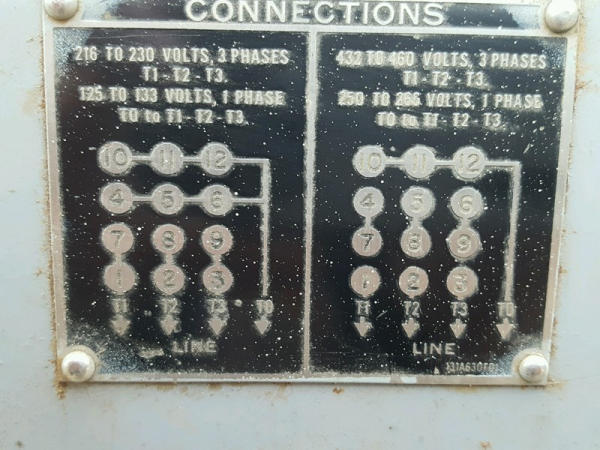 CONNECTIONS
216 TO 230 VOLTS, 3 PHASES
T1 - T2 - T3.
125 TO 133 VOLTS, 1 PHASE
T0 to T1 - T2 - T3.
10 11 12
4 5 6
7 8 9
1 2 3
T1 T2 T3 T0
LINE
432 TO 460 VOLTS, 3 PHASES
T1 - T2 - T3.
250 TO 266 VOLTS, 1 PHASE
T0 to T1 - T2 - T3.
10 11 12
4 5 6
7 8 9
1 2 3
T1 T2 T3 T0
LINE